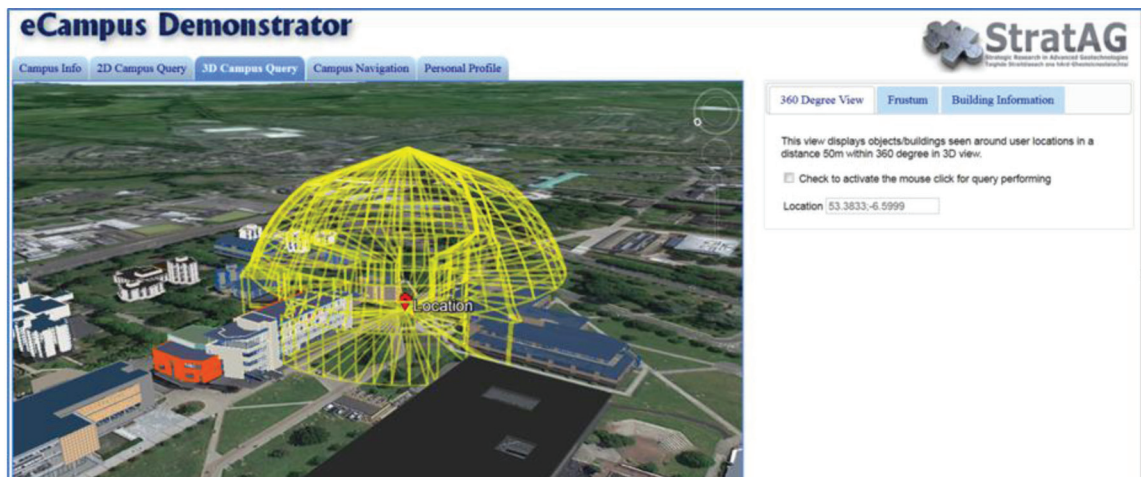 eCampus Demonstrator
StratAG
Strategic Research in Advanced Geotechnologies
Campus Info
2D Campus Query
3D Campus Query
Campus Navigation
Personal Profile
360 Degree View
Frustum
Building Information
This view displays objects/buildings seen around user locations in a
distance 50m within 360 degree in 3D view.
Check to activate the mouse click for query performing
Location 53.3833;-6.5999
Location